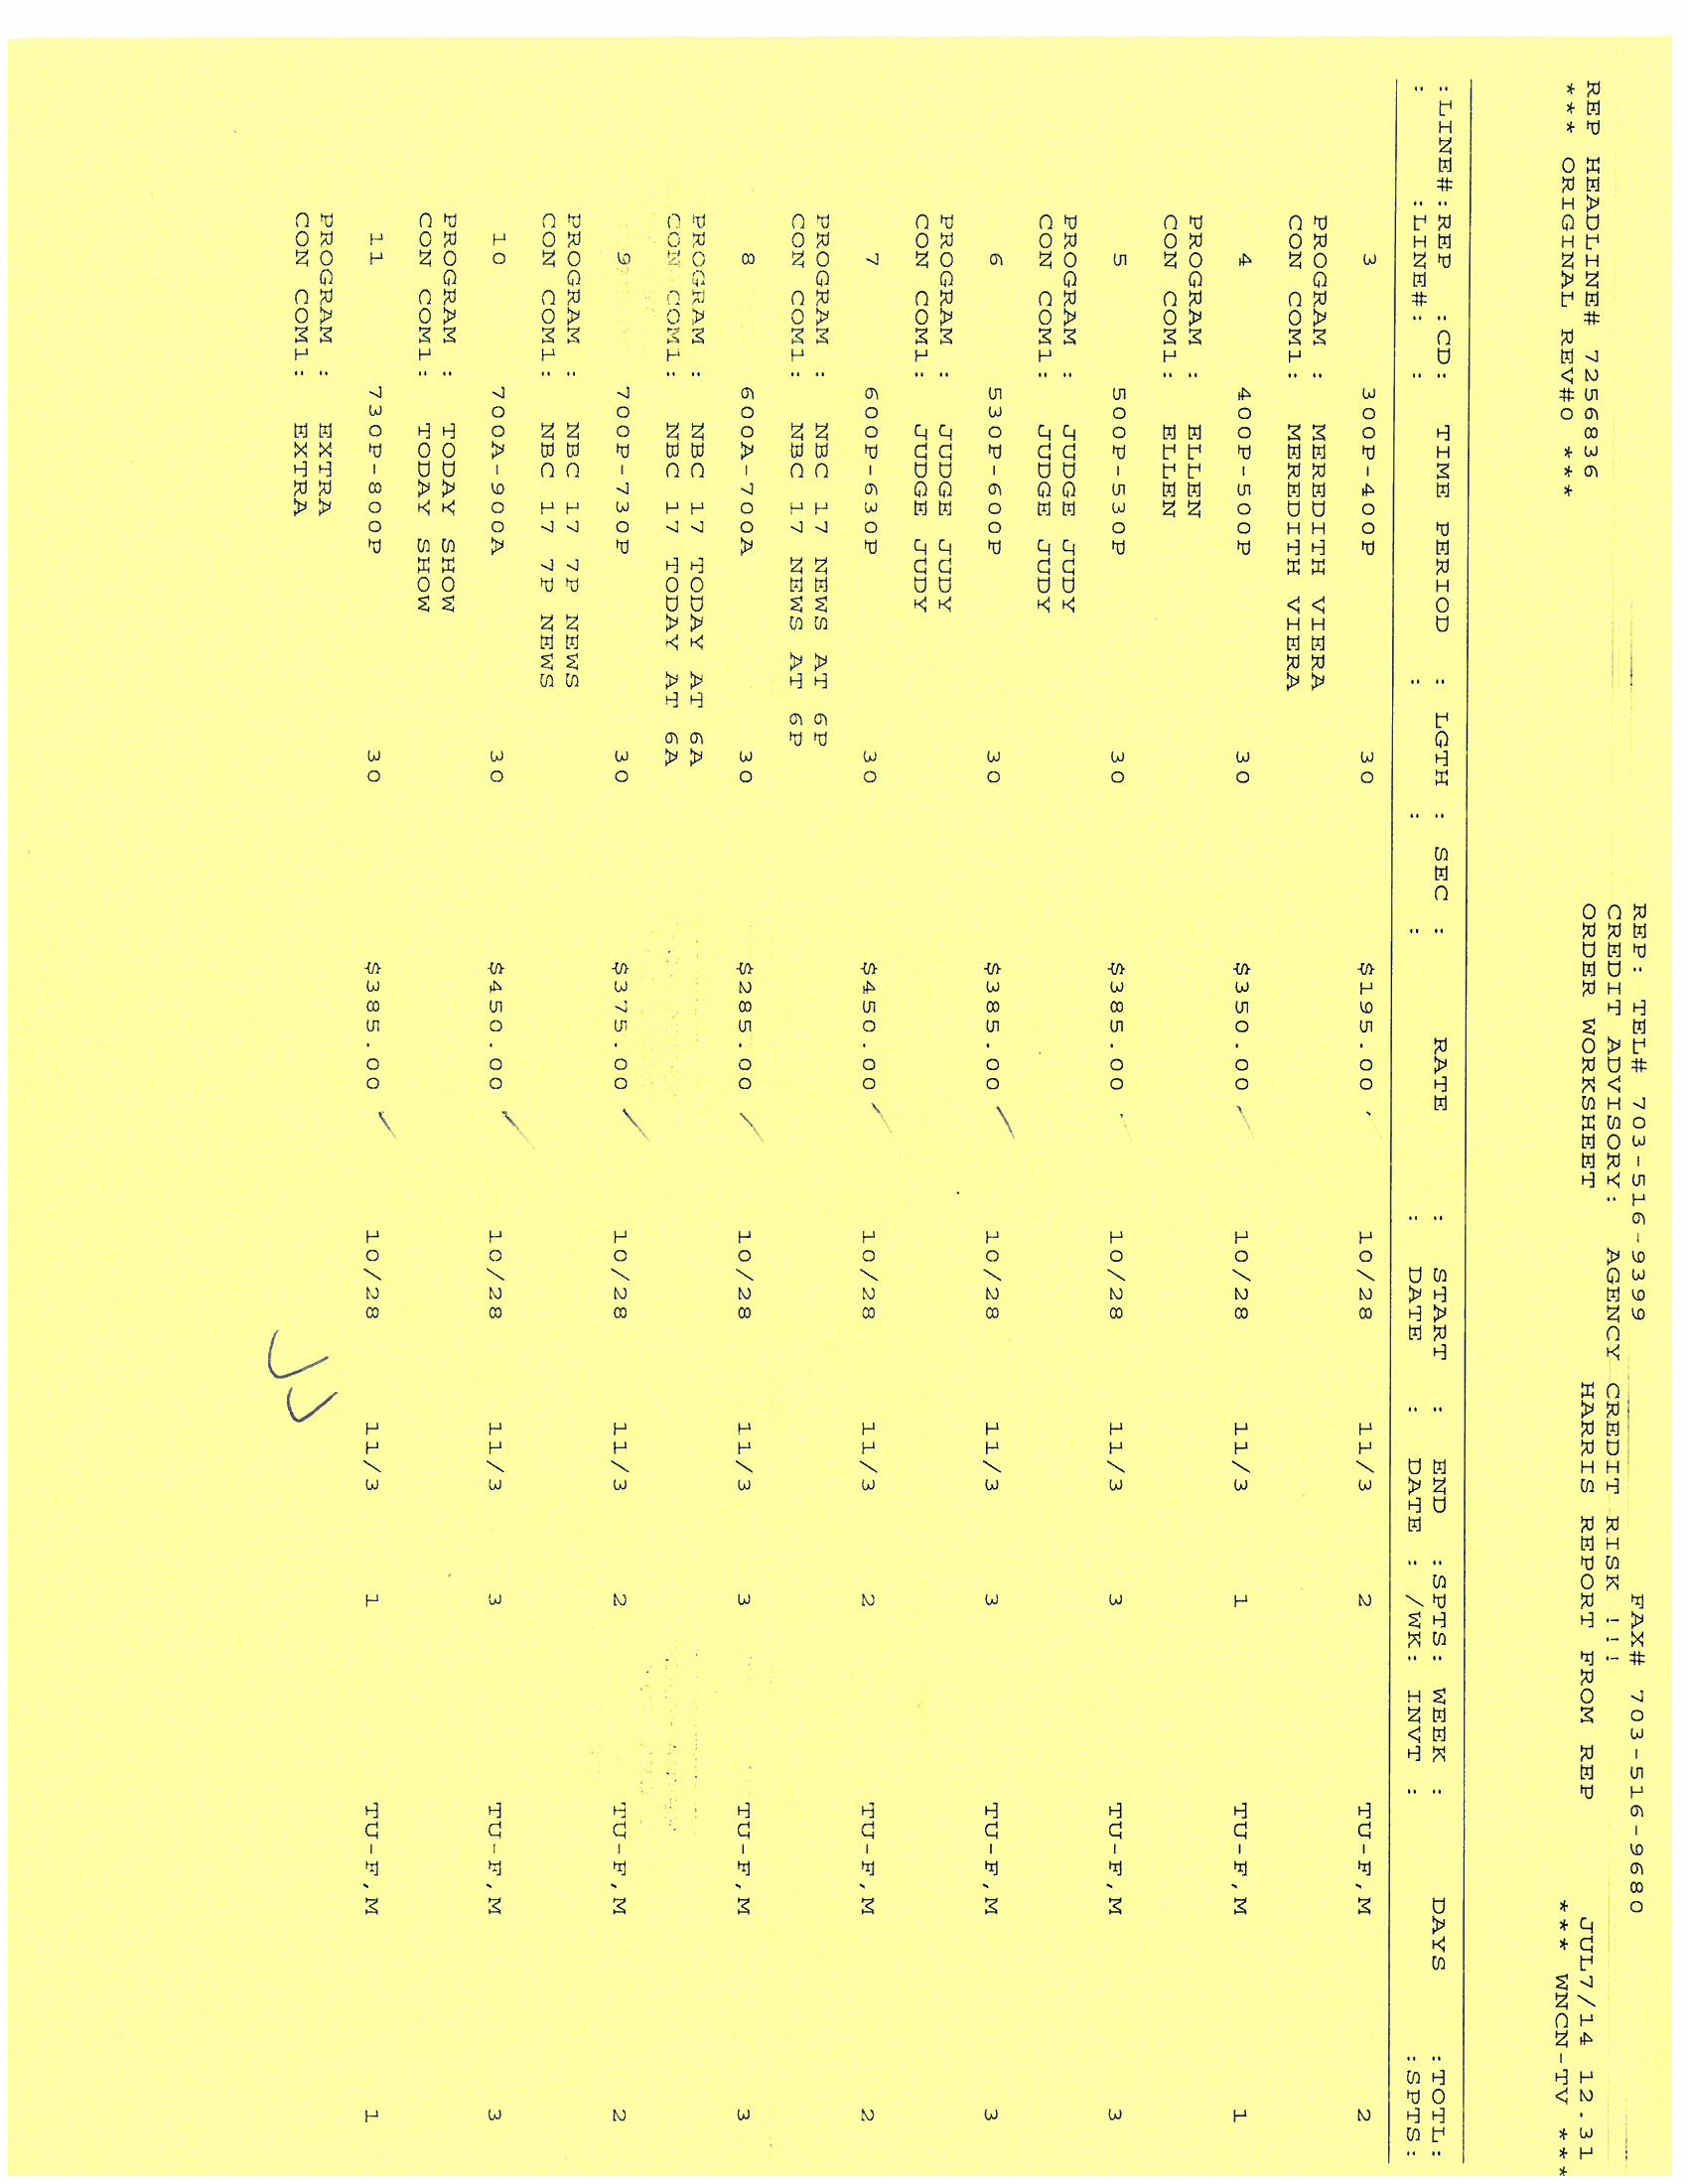 REP: TEL# 703-516-9399 FAX# 703-516-9680
CREDIT ADVISORY: AGENCY CREDIT RISK !!!
REP HEADLINE# 7256836 ORDER WORKSHEET HARRIS REPORT FROM REP JUL7/14 12.31
*** ORIGINAL REV#0 *** *** WNCN-TV ***
:LINE#:REP :CD: TIME PERIOD : LGTH : SEC : RATE : START : END :SPTS: WEEK : DAYS :TOTL:
: :LINE#: : : : : DATE : DATE : /WK: INVT : :SPTS:
3 300P-400P 30 $195.00 10/28 11/3 2 TU-F,M 2
PROGRAM : MEREDITH VIERA
CON COM1: MEREDITH VIERA
4 400P-500P 30 $350.00 10/28 11/3 1 TU-F,M 1
PROGRAM : ELLEN
CON COM1: ELLEN
5 500P-530P 30 $385.00 10/28 11/3 3 TU-F,M 3
PROGRAM : JUDGE JUDY
CON COM1: JUDGE JUDY
6 530P-600P 30 $385.00 10/28 11/3 3 TU-F,M 3
PROGRAM : JUDGE JUDY
CON COM1: JUDGE JUDY
7 600P-630P 30 $450.00 10/28 11/3 2 TU-F,M 2
PROGRAM : NBC 17 NEWS AT 6P
CON COM1: NBC 17 NEWS AT 6P
8 600A-700A 30 $285.00 10/28 11/3 3 TU-F,M 3
PROGRAM : NBC 17 TODAY AT 6A
CON COM1: NBC 17 TODAY AT 6A
9 700P-730P 30 $375.00 10/28 11/3 2 TU-F,M 2
PROGRAM : NBC 17 7P NEWS
CON COM1: NBC 17 7P NEWS
10 700A-900A 30 $450.00 10/28 11/3 3 TU-F,M 3
PROGRAM : TODAY SHOW
CON COM1: TODAY SHOW
11 730P-800P 30 $385.00 10/28 11/3 1 TU-F,M 1
PROGRAM : EXTRA
CON COM1: EXTRA